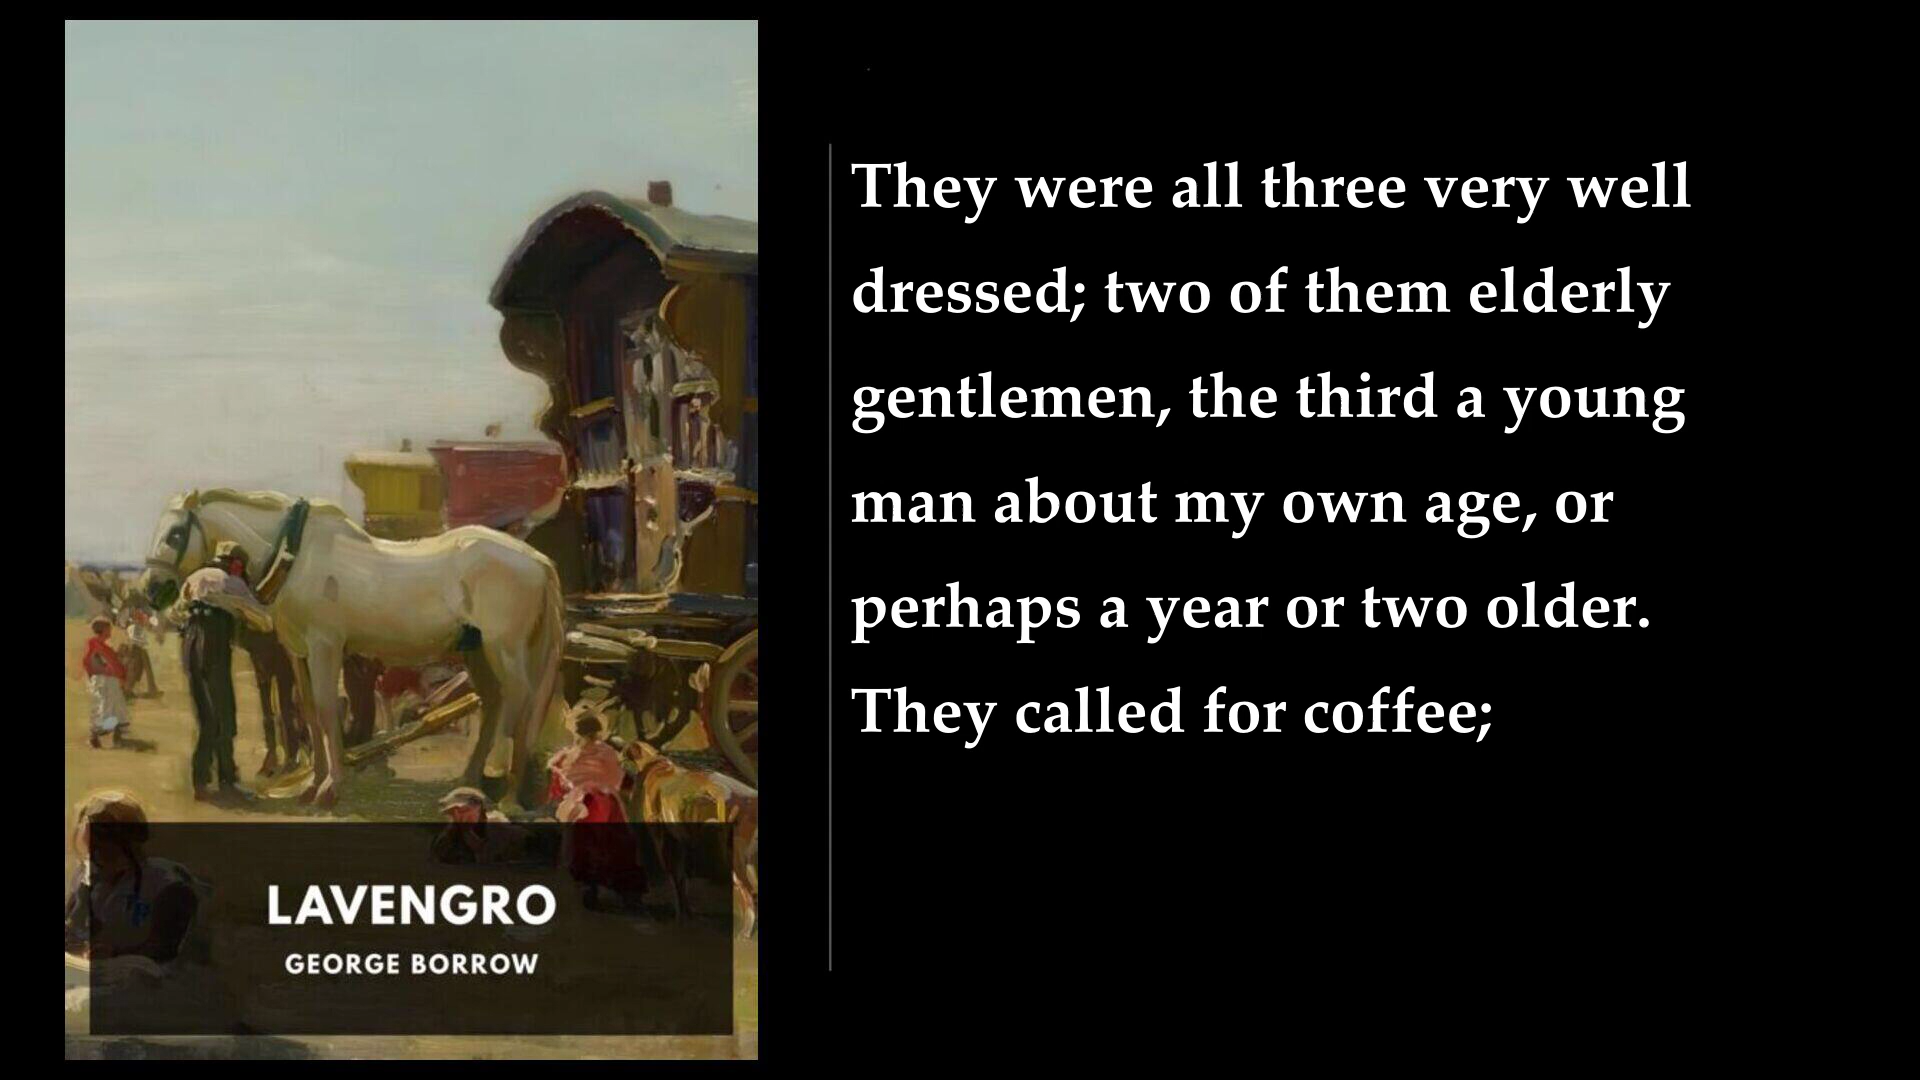 They were all three very well
dressed; two of them elderly
gentlemen, the third a young
man about my own age, or
perhaps a year or two older.
They called for coffee;
LAVENGRO
GEORGE BORROW